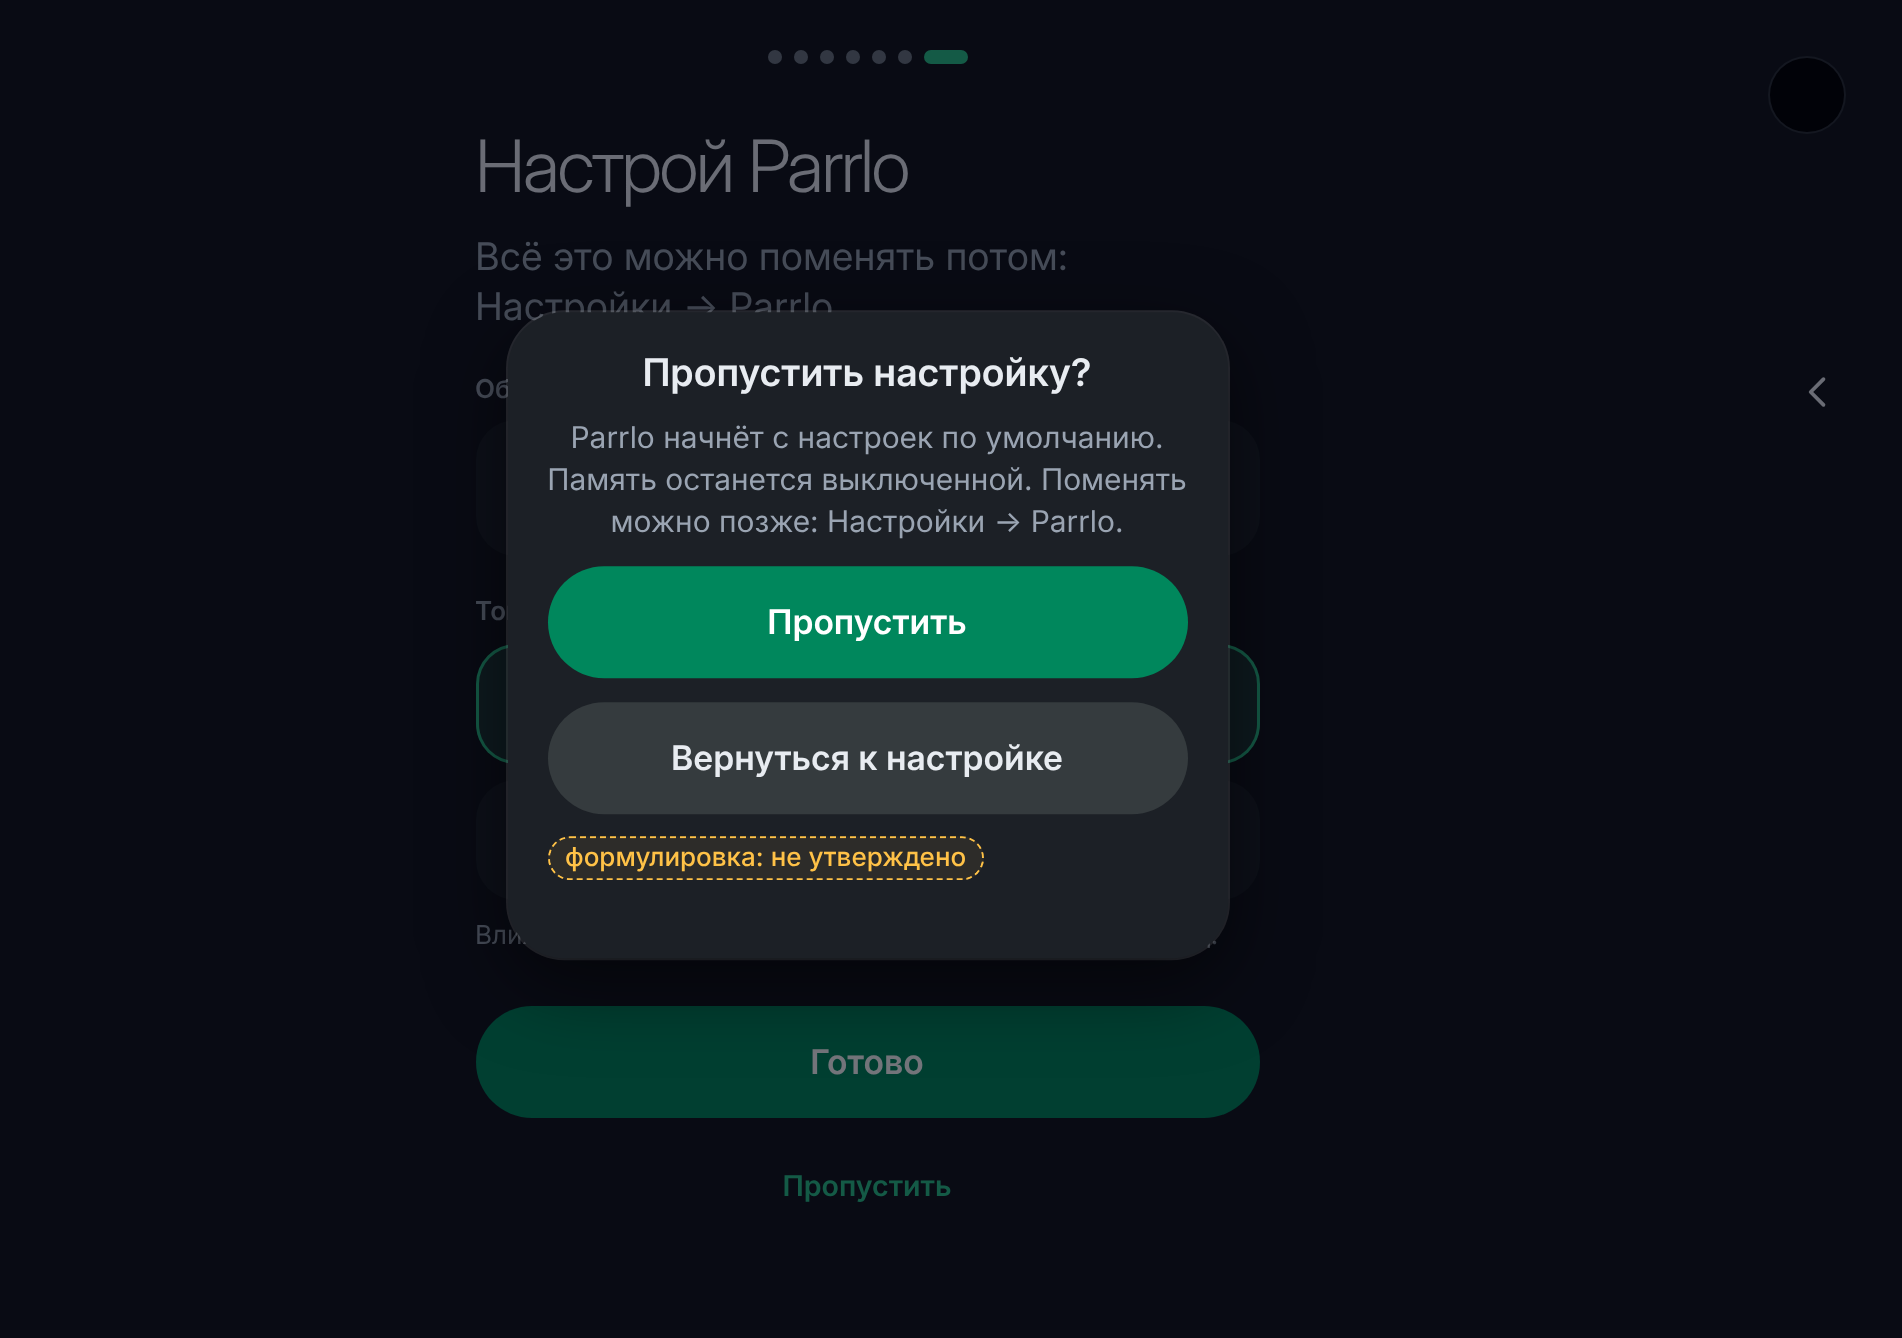 Настрой Parrlo
Всё это можно поменять потом:
Настройки → Parrlo
Пропустить настройку?
Parrlo начнёт с настроек по умолчанию.
Память останется выключенной. Поменять
можно позже: Настройки → Parrlo.
Пропустить
Вернуться к настройке
формулировка: не утверждено
Готово
Пропустить